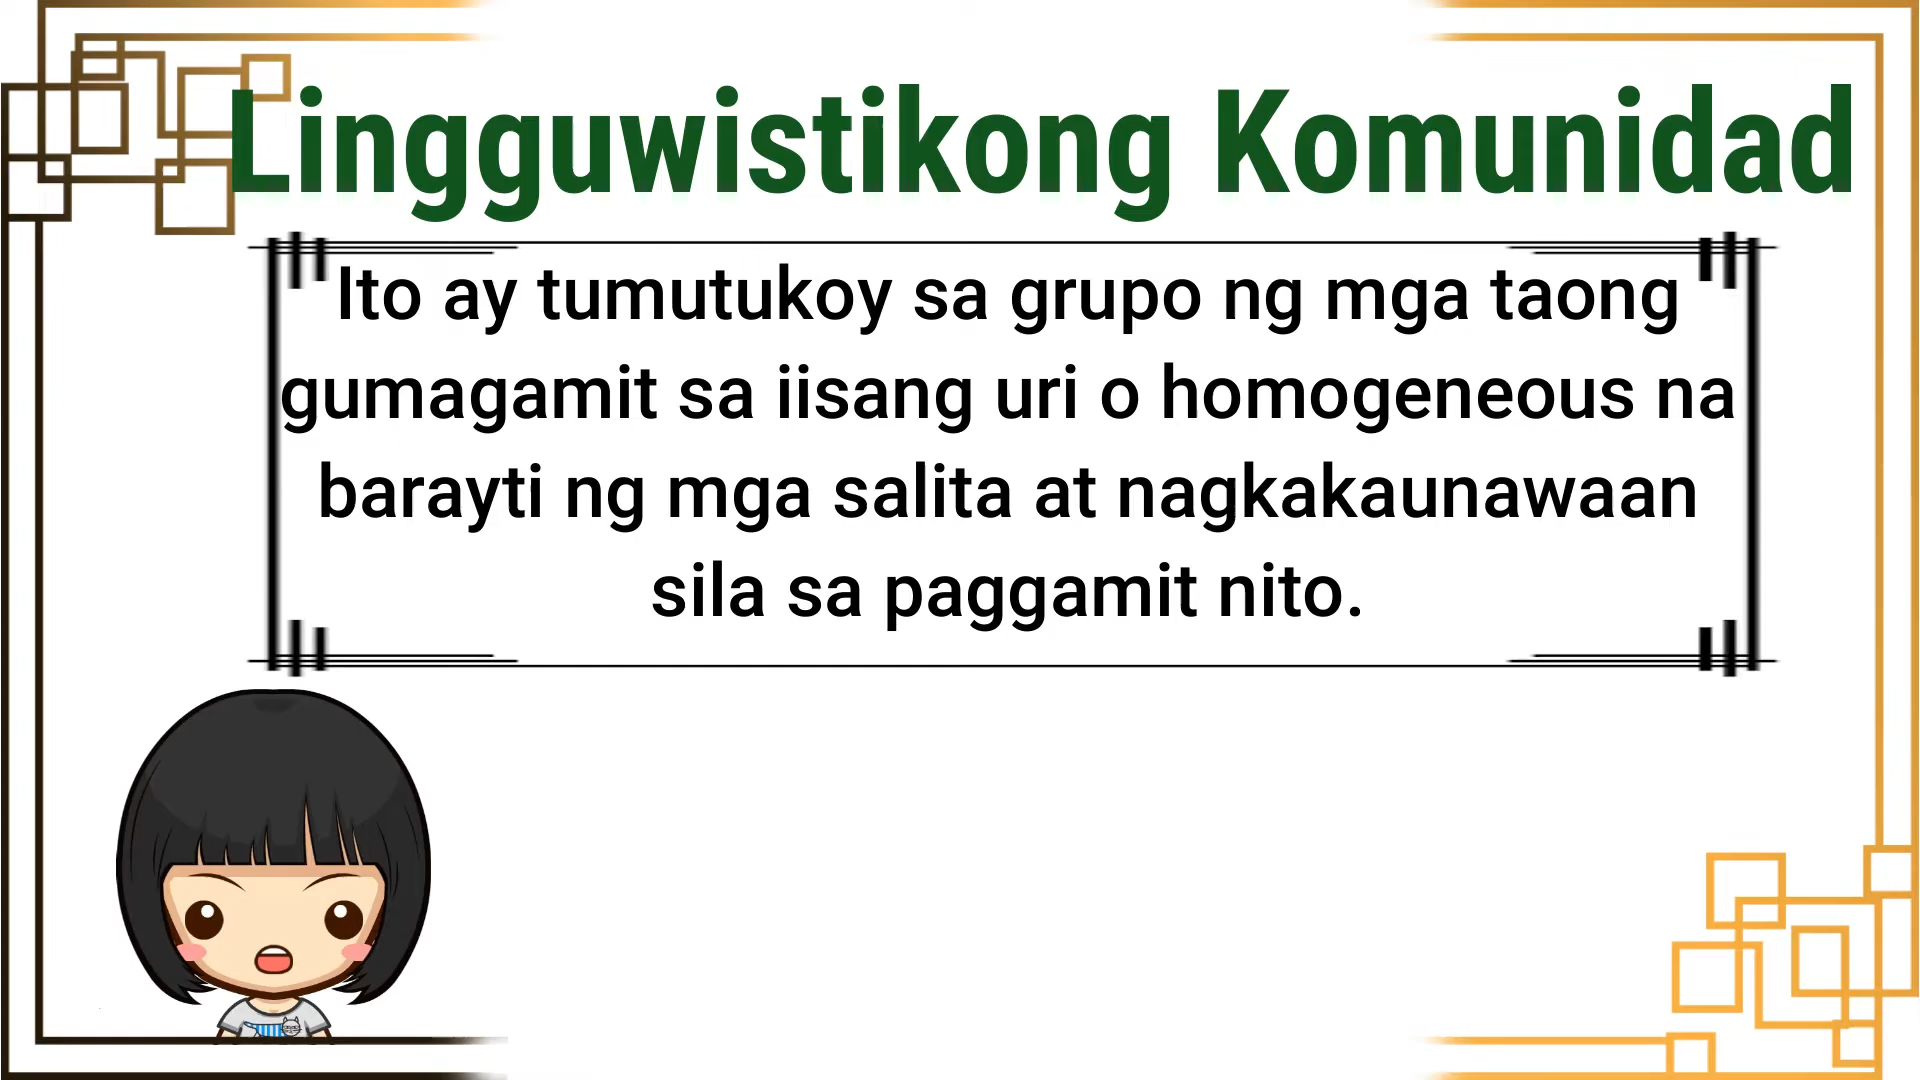 Lingguwistikong Komunidad
Ito ay tumutukoy sa grupo ng mga taong
gumagamit sa iisang uri o homogeneous na
barayti ng mga salita at nagkakaunawaan
sila sa paggamit nito.